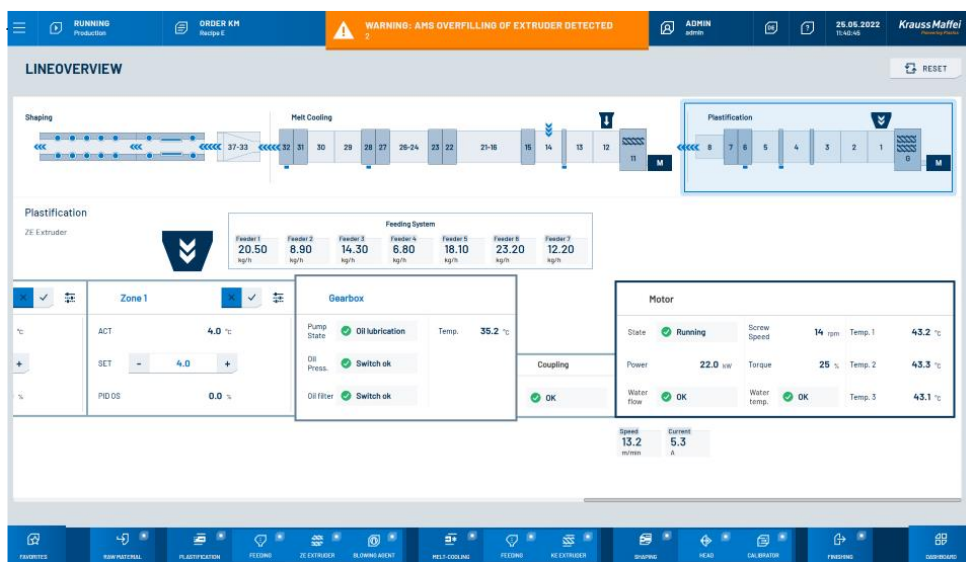 RUNNING
Production
ORDER KM
Recipe E
WARNING: AMS OVERFILLING OF EXTRUDER DETECTED
2
ADMIN
admin
25.05.2022
11:40:45
Krauss Maffei
Pioneering Plastics
LINEOVERVIEW
RESET
Shaping
Melt Cooling
Plastification
37-33 32 31 30 29 28 27 26-24 23 22 21-16 15 14 13 12 11 M 8 7 6 5 4 3 2 1 0 M
Plastification
ZE Extruder
Feeding System
Feeder 1 Feeder 2 Feeder 3 Feeder 4 Feeder 5 Feeder 6 Feeder 7
20.50 8.90 14.30 6.80 18.10 23.20 12.20
kg/h kg/h kg/h kg/h kg/h kg/h kg/h
Zone 1
°C
ACT 4.0 °C
+
SET - 4.0 +
%
PID OS 0.0 %
Gearbox
Pump State Oil lubrication Temp. 35.2 °C
Oil Press. Switch ok
Oil filter Switch ok
Coupling
OK
Motor
State Running Screw Speed 14 rpm Temp. 1 43.2 °C
Power 22.0 kW Torque 25 % Temp. 2 43.3 °C
Water flow OK Water temp. OK Temp. 3 43.1 °C
Speed Current
13.2 5.3
m/min A
FAVORITES RAW MATERIAL PLASTIFICATION FEEDING ZE EXTRUDER BLOWING AGENT MELT-COOLING FEEDING KE EXTRUDER SHAPING HEAD CALIBRATOR FINISHING DASHBOARD